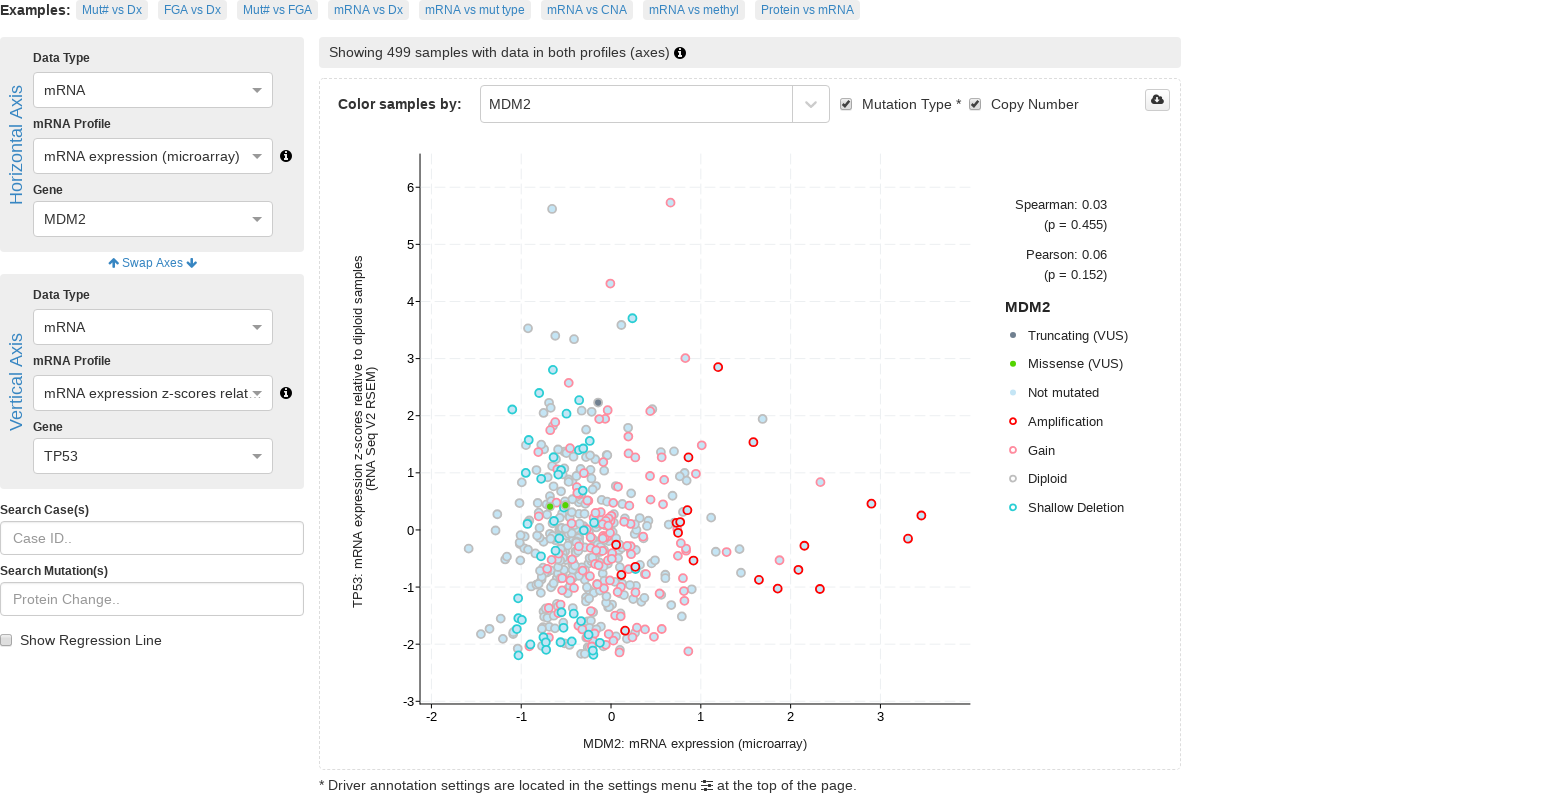 Examples: Mut# vs Dx FGA vs Dx Mut# vs FGA mRNA vs Dx mRNA vs mut type mRNA vs CNA mRNA vs methyl Protein vs mRNA
Horizontal Axis
Data Type
mRNA
mRNA Profile
mRNA expression (microarray)
Gene
MDM2
Swap Axes
Vertical Axis
Data Type
mRNA
mRNA Profile
mRNA expression z-scores relat...
Gene
TP53
Search Case(s)
Case ID..
Search Mutation(s)
Protein Change..
Show Regression Line
Showing 499 samples with data in both profiles (axes)
Color samples by: MDM2 Mutation Type * Copy Number
TP53: mRNA expression z-scores relative to diploid samples
(RNA Seq V2 RSEM)
6
5
4
3
2
1
0
-1
-2
-3
-2 -1 0 1 2 3
MDM2: mRNA expression (microarray)
Spearman: 0.03
(p = 0.455)
Pearson: 0.06
(p = 0.152)
MDM2
Truncating (VUS)
Missense (VUS)
Not mutated
Amplification
Gain
Diploid
Shallow Deletion
* Driver annotation settings are located in the settings menu at the top of the page.